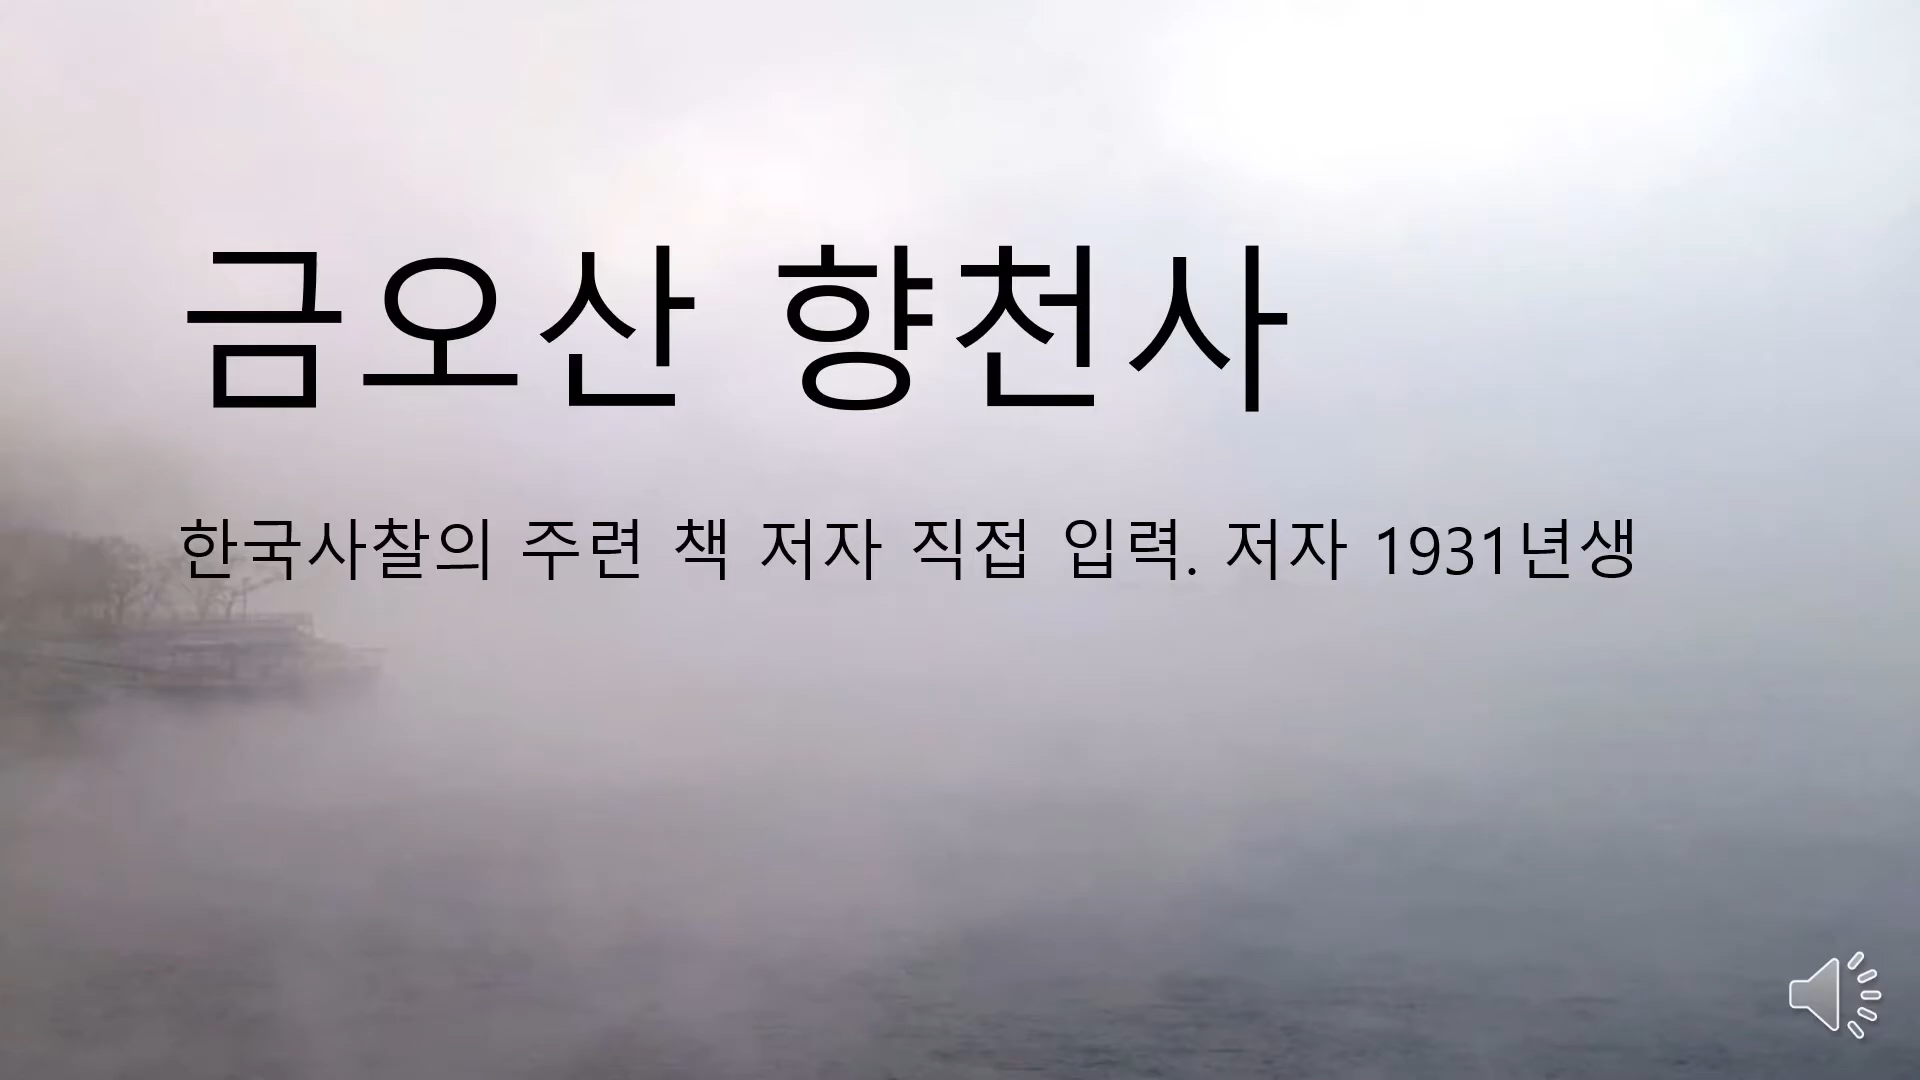 금오산 향천사
한국사찰의 주련 책 저자 직접 입력. 저자 1931년생